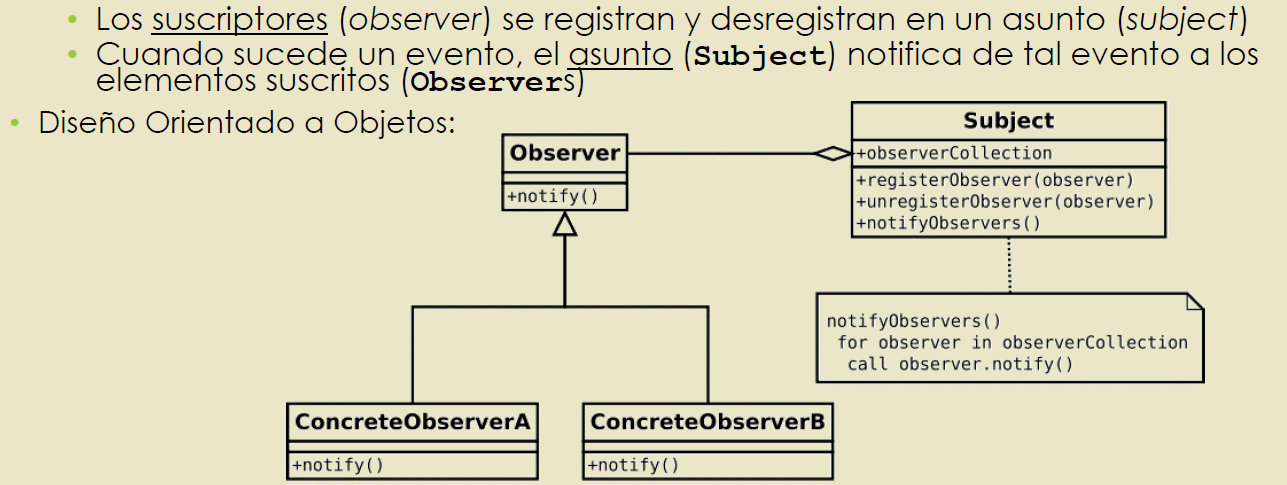 • Los suscriptores (observer) se registran y desregistran en un asunto (subject)
• Cuando sucede un evento, el asunto (Subject) notifica de tal evento a los
elementos suscritos (Observers)
• Diseño Orientado a Objetos:
Observer
+notify()
Subject
+observerCollection
+registerObserver(observer)
+unregisterObserver(observer)
+notifyObservers()
notifyObservers()
for observer in observerCollection
call observer.notify()
ConcreteObserverA
+notify()
ConcreteObserverB
+notify()